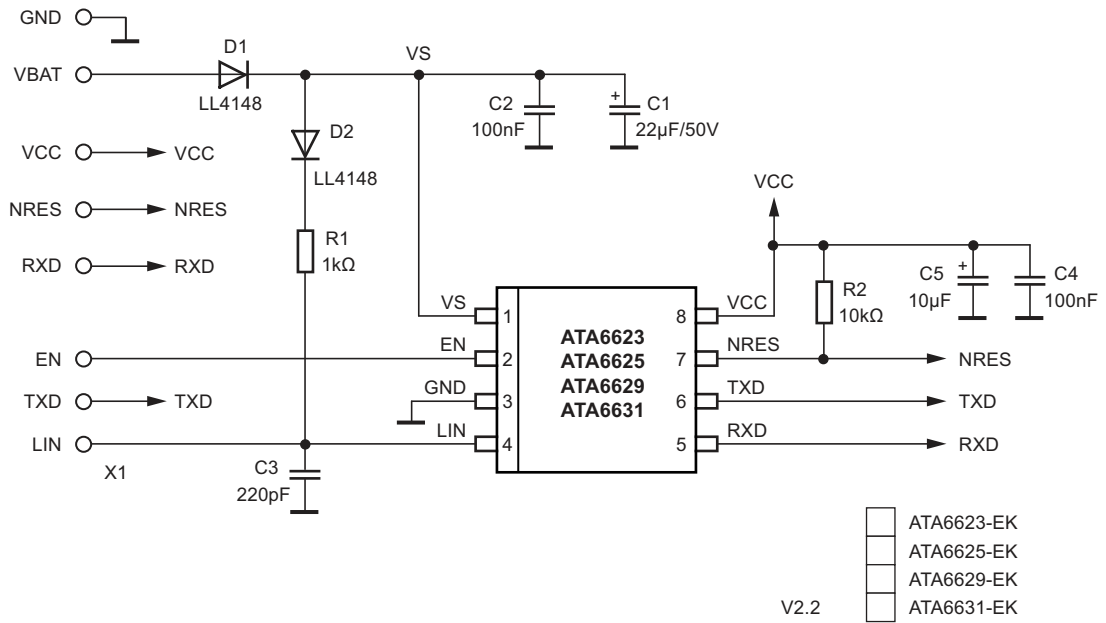 GND
VBAT
D1
LL4148
VS
D2
LL4148
C2
100nF
+
C1
22µF/50V
VCC
VCC
NRES
NRES
RXD
RXD
R1
1kΩ
VCC
R2
10kΩ
C5
+
10µF
C4
100nF
VS
1
EN
EN
2
GND
3
TXD
TXD
LIN
LIN
4
X1
C3
220pF
ATA6623
ATA6625
ATA6629
ATA6631
8
VCC
7
NRES
NRES
6
TXD
TXD
5
RXD
RXD
ATA6623-EK
ATA6625-EK
ATA6629-EK
V2.2
ATA6631-EK